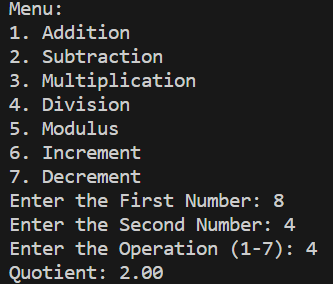 Menu:
1. Addition
2. Subtraction
3. Multiplication
4. Division
5. Modulus
6. Increment
7. Decrement
Enter the First Number: 8
Enter the Second Number: 4
Enter the Operation (1-7): 4
Quotient: 2.00